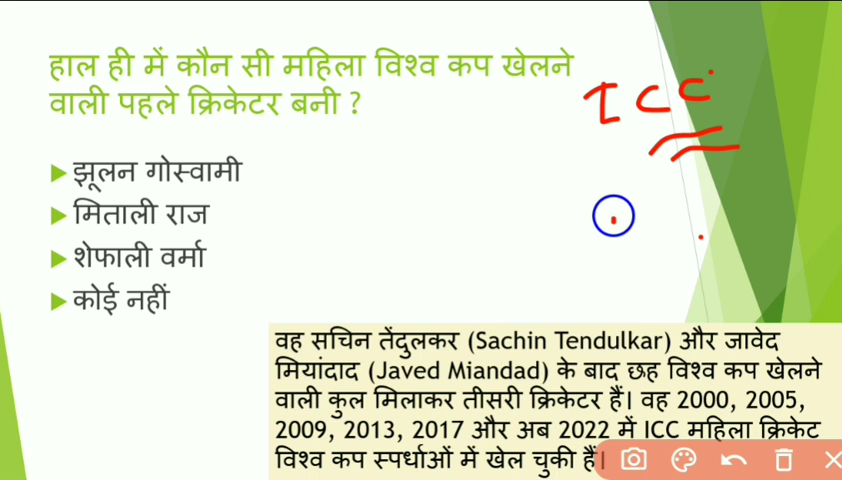 हाल ही में कौन सी महिला विश्व कप खेलने
वाली पहले क्रिकेटर बनी ?
ICC
झूलन गोस्वामी
मिताली राज
शेफाली वर्मा
कोई नहीं
वह सचिन तेंदुलकर (Sachin Tendulkar) और जावेद
मियांदाद (Javed Miandad) के बाद छह विश्व कप खेलने
वाली कुल मिलाकर तीसरी क्रिकेटर हैं। वह 2000, 2005,
2009, 2013, 2017 और अब 2022 में ICC महिला क्रिकेट
विश्व कप स्पर्धाओं में खेल चुकी हैं।